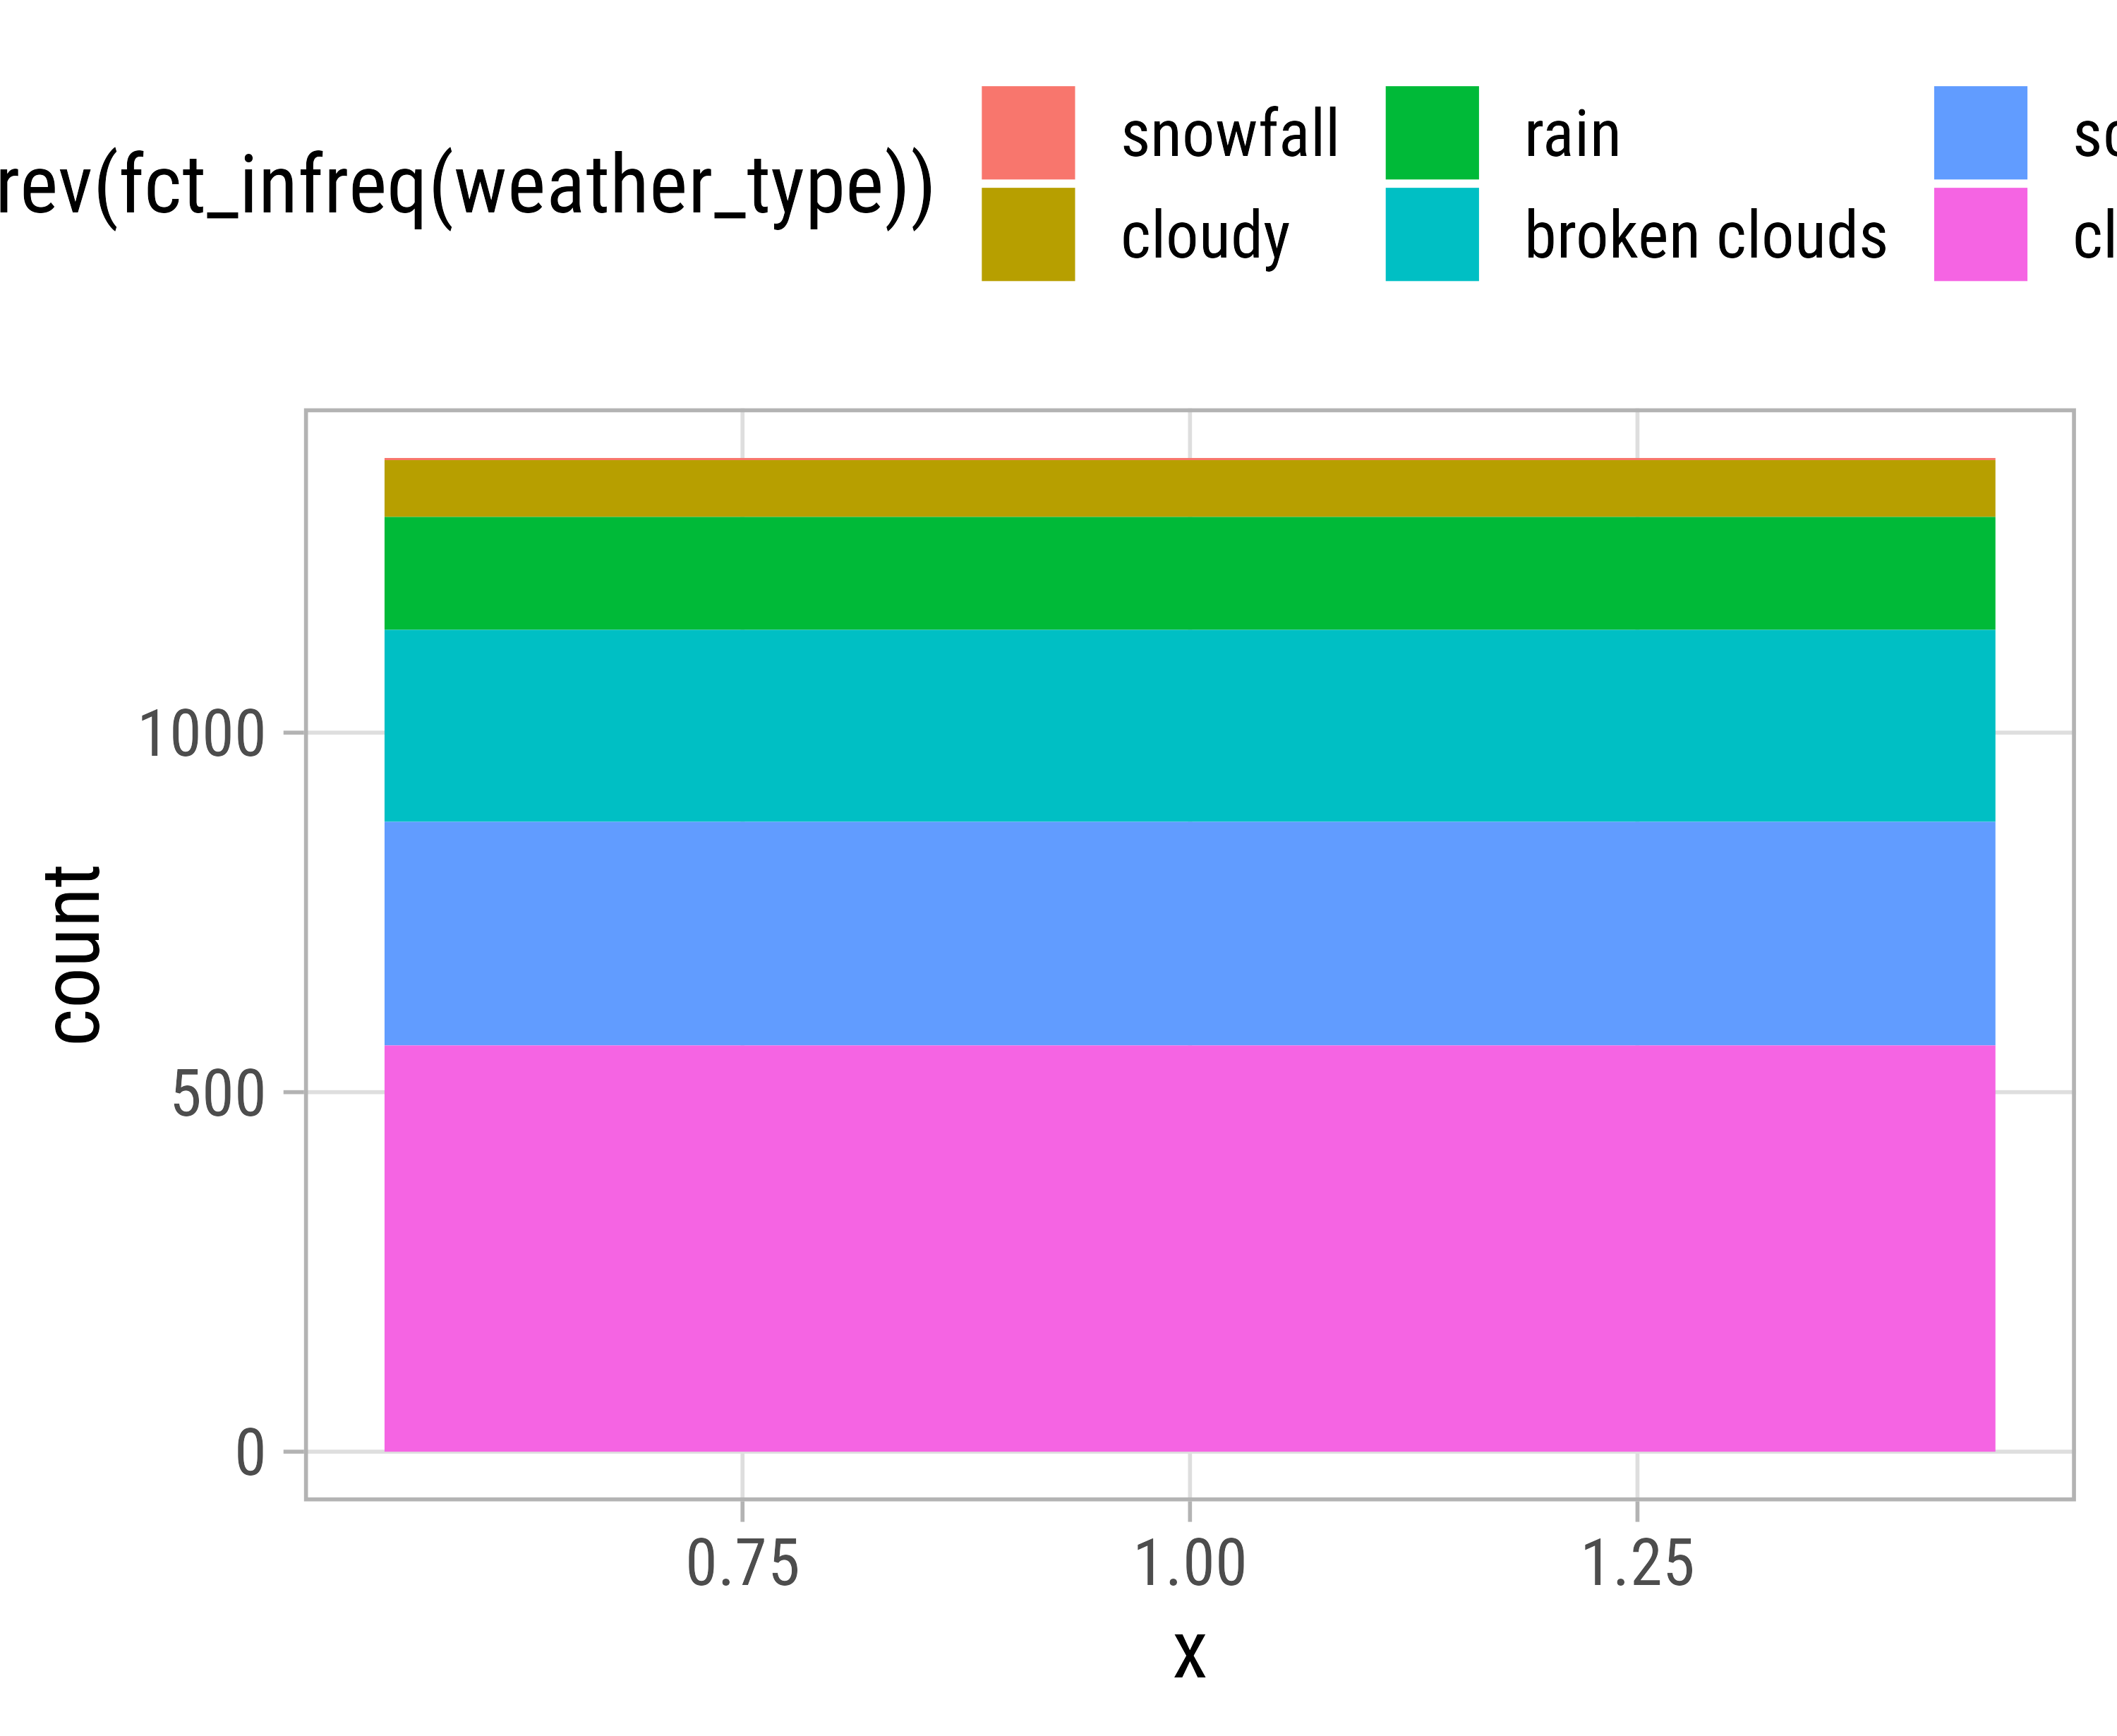 rev(fct_infreq(weather_type))
snowfall
rain
cloudy
broken clouds
1000
500
0
count
0.75
1.00
1.25
x